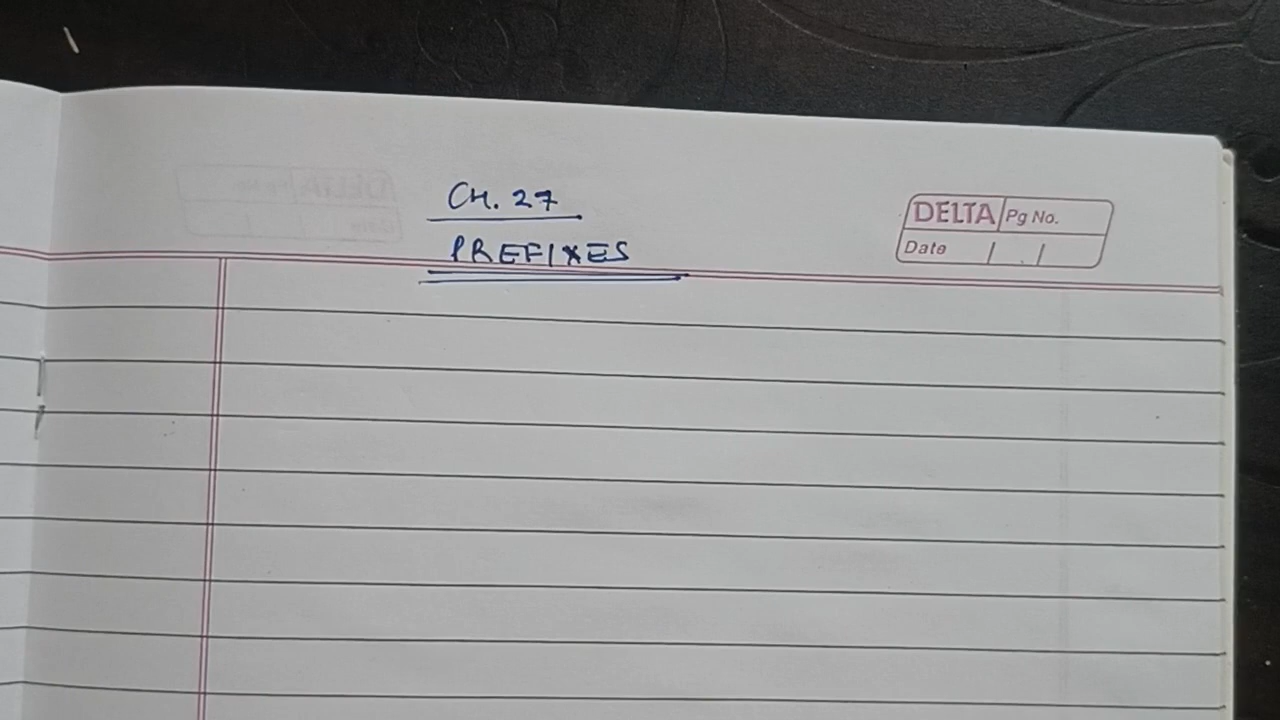 CH. 27
PREFIXES
DELTA Pg No.
Date / /